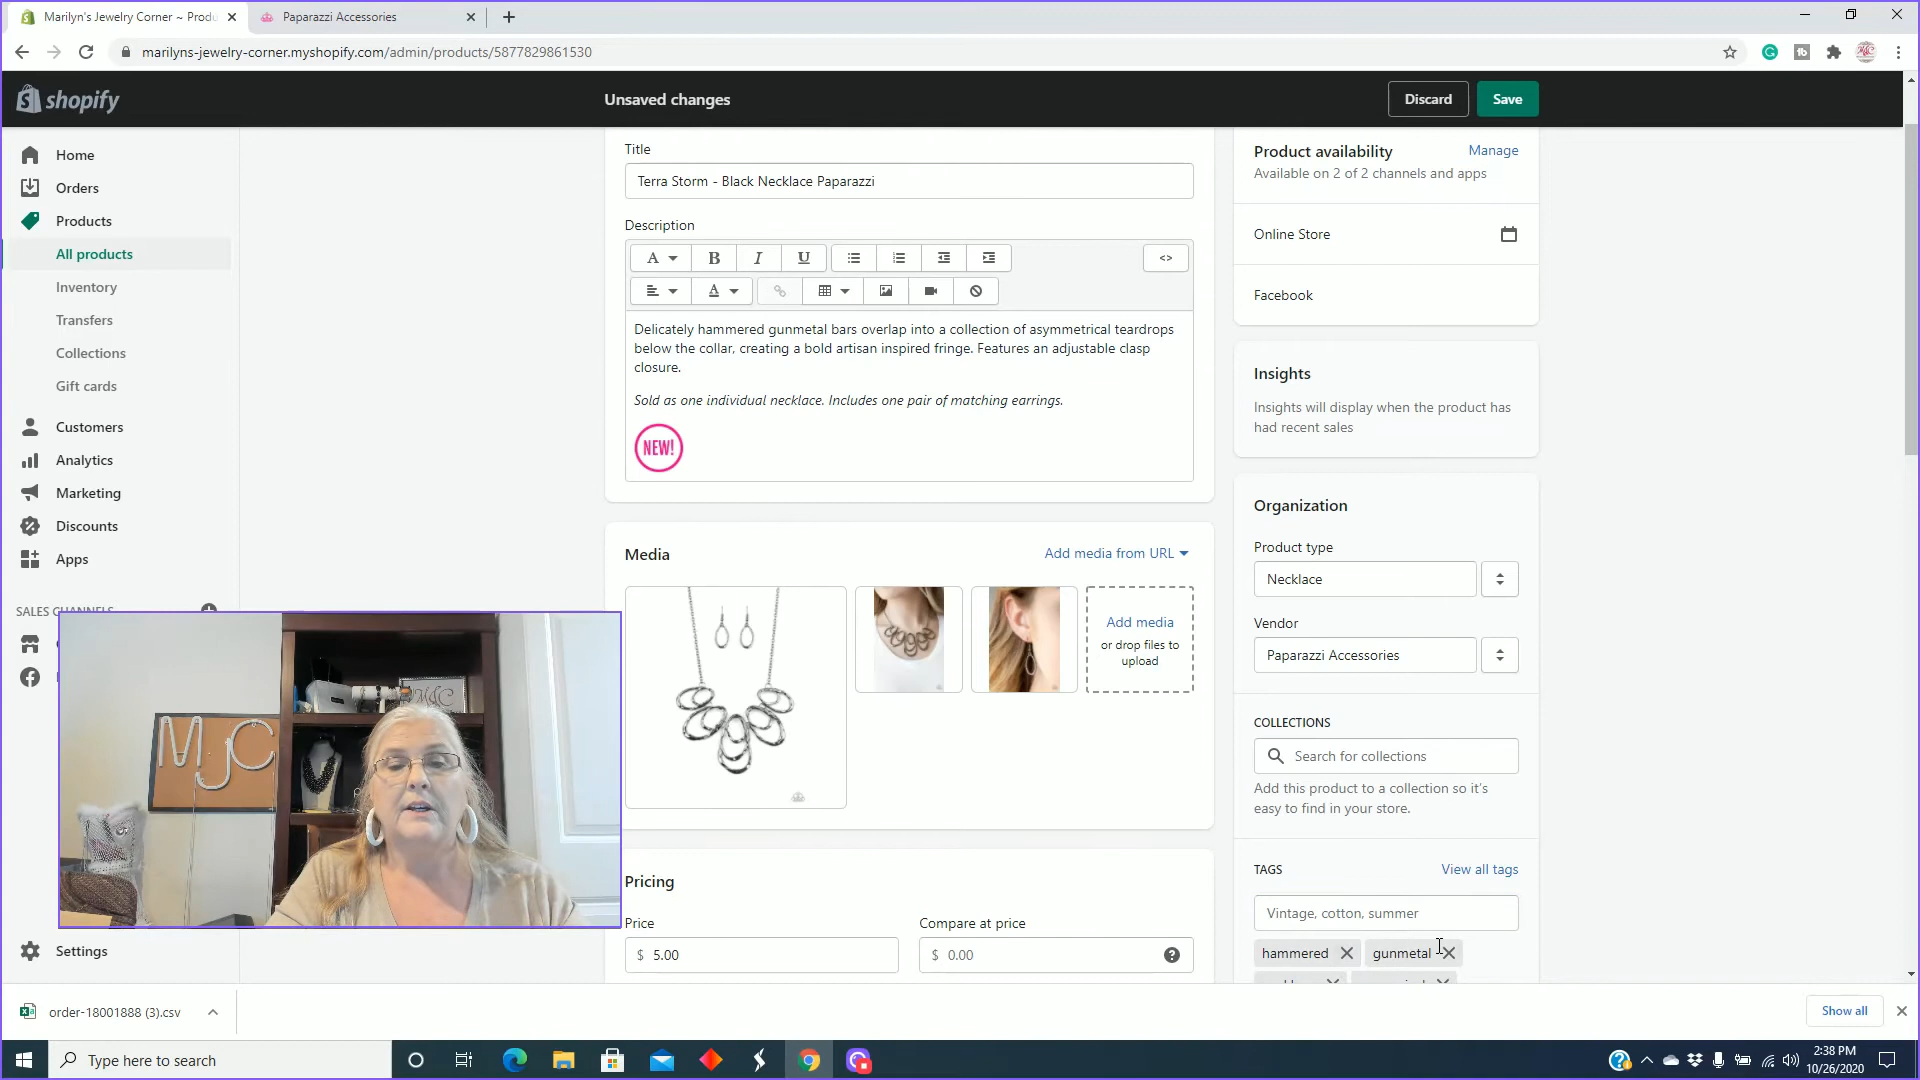 Marilyn's Jewelry Corner ~ Produ
Paparazzi Accessories
marilyns-jewelry-corner.myshopify.com/admin/products/5877829861530
shopify
Unsaved changes
Discard
Save
Home
Orders
Products
All products
Inventory
Transfers
Collections
Gift cards
Customers
Analytics
Marketing
Discounts
Apps
SALES CHANNELS
Settings
Title
Terra Storm - Black Necklace Paparazzi
Description
Delicately hammered gunmetal bars overlap into a collection of asymmetrical teardrops
below the collar, creating a bold artisan inspired fringe. Features an adjustable clasp
closure.
Sold as one individual necklace. Includes one pair of matching earrings.
NEW!
Media
Add media from URL
Add media
or drop files to
upload
Pricing
Price
Compare at price
$ 5.00
$ 0.00
Product availability
Manage
Available on 2 of 2 channels and apps
Online Store
Facebook
Insights
Insights will display when the product has
had recent sales
Organization
Product type
Necklace
Vendor
Paparazzi Accessories
COLLECTIONS
Search for collections
Add this product to a collection so it's
easy to find in your store.
TAGS
View all tags
Vintage, cotton, summer
hammered
gunmetal
MJC
M&C
order-18001888 (3).csv
Show all
Type here to search
2:38 PM
10/26/2020